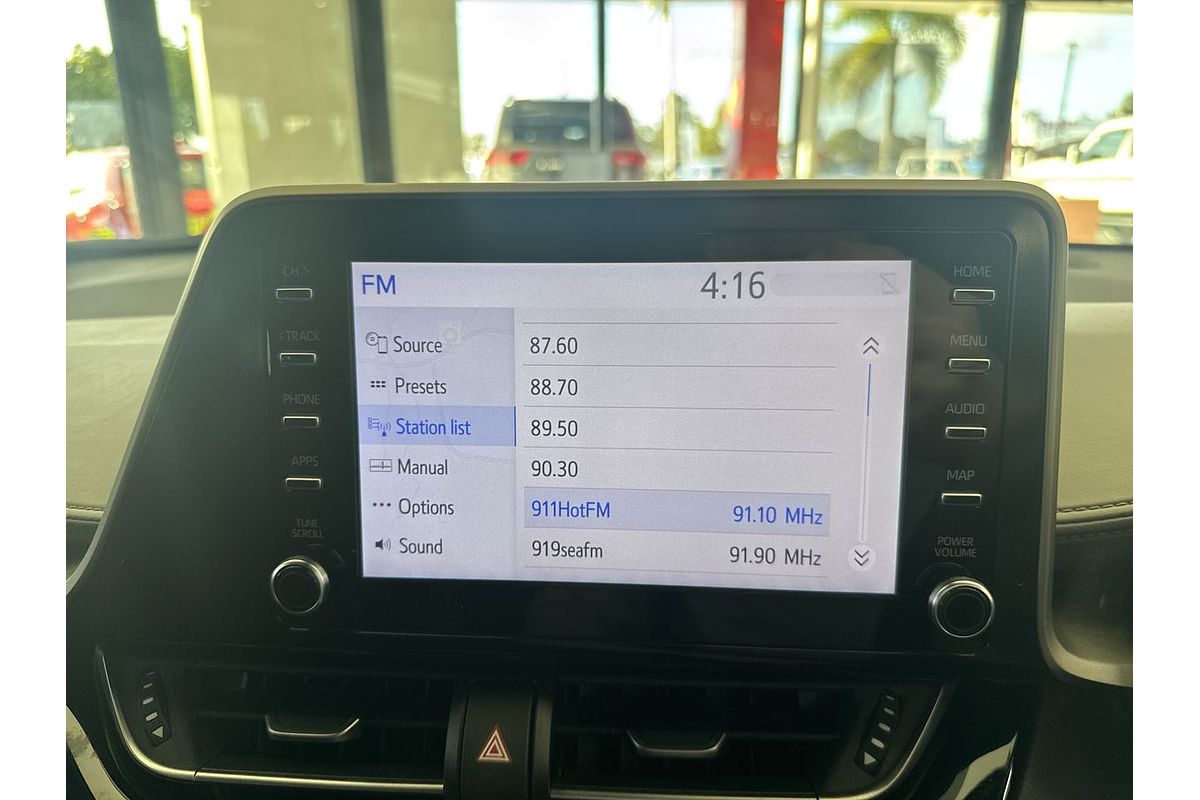 CH >
< TRACK
PHONE
APPS
TUNE
SCROLL
FM
4:16
Source
Presets
Station list
Manual
Options
Sound
87.60
88.70
89.50
90.30
911HotFM 91.10 MHz
919seafm 91.90 MHz
HOME
MENU
AUDIO
MAP
POWER
VOLUME